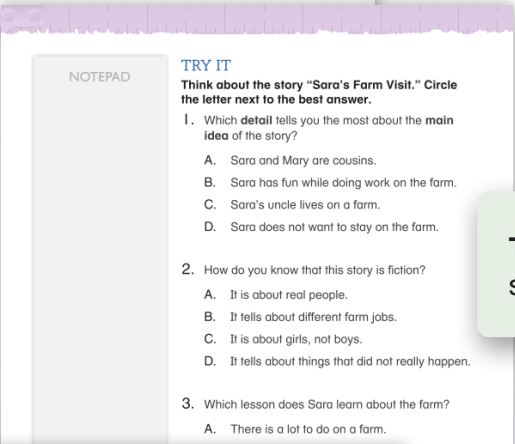 NOTEPAD
TRY IT
Think about the story “Sara’s Farm Visit.” Circle
the letter next to the best answer.
1. Which detail tells you the most about the main
idea of the story?
A. Sara and Mary are cousins.
B. Sara has fun while doing work on the farm.
C. Sara’s uncle lives on a farm.
D. Sara does not want to stay on the farm.
2. How do you know that this story is fiction?
A. It is about real people.
B. It tells about different farm jobs.
C. It is about girls, not boys.
D. It tells about things that did not really happen.
3. Which lesson does Sara learn about the farm?
A. There is a lot to do on a farm.